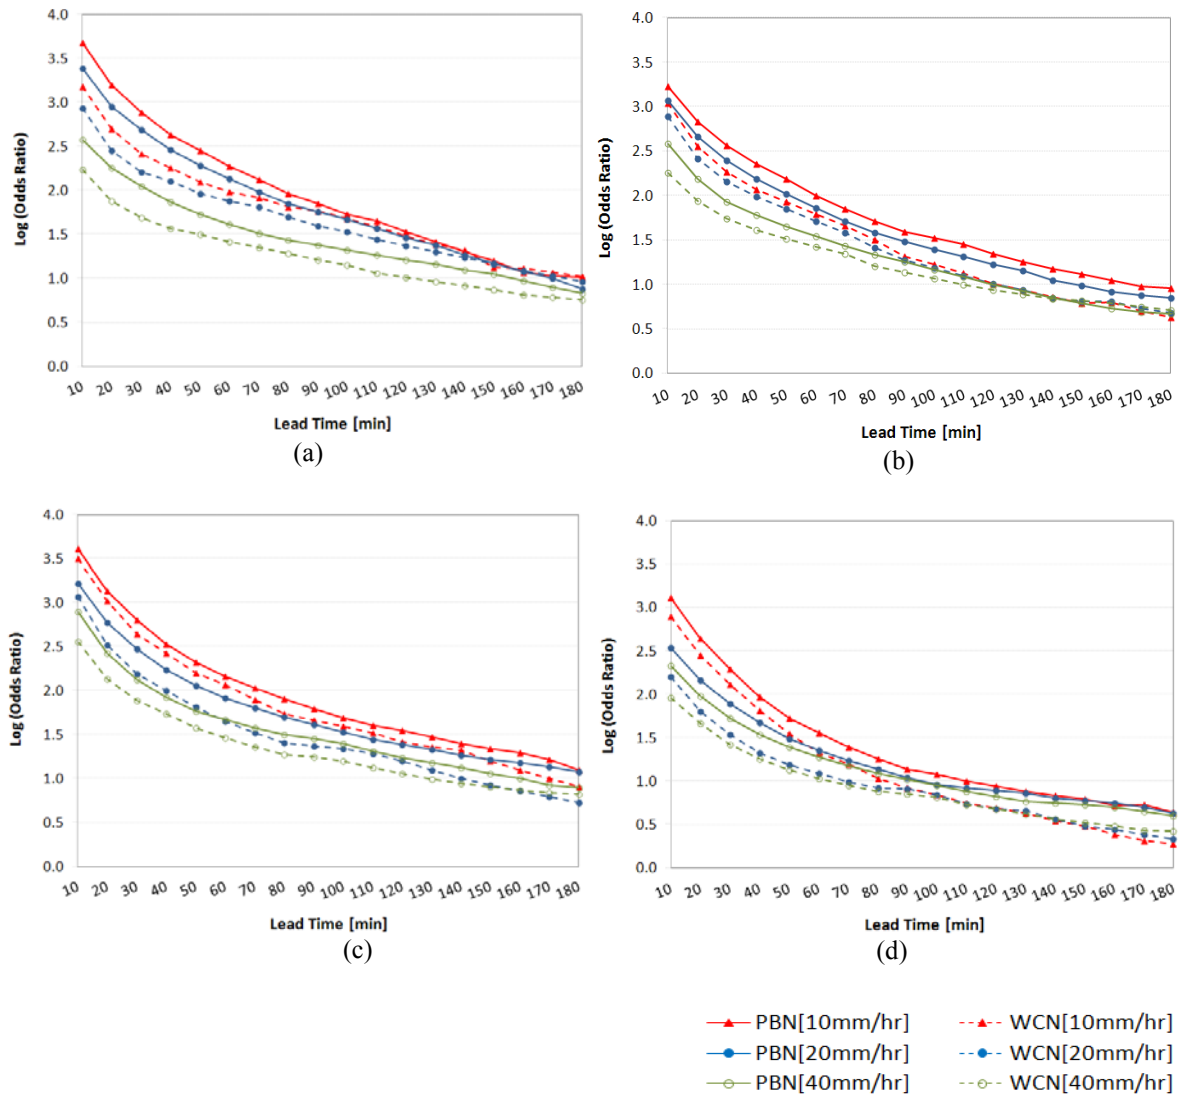 4.0
3.5
3.0
2.5
2.0
1.5
1.0
0.5
0.0
Log (Odds Ratio)
10 20 30 40 50 60 70 80 90 100 110 120 130 140 150 160 170 180
Lead Time [min]
(a)
4.0
3.5
3.0
2.5
2.0
1.5
1.0
0.5
0.0
Log (Odds Ratio)
10 20 30 40 50 60 70 80 90 100 110 120 130 140 150 160 170 180
Lead Time [min]
(b)
4.0
3.5
3.0
2.5
2.0
1.5
1.0
0.5
0.0
Log (Odds Ratio)
10 20 30 40 50 60 70 80 90 100 110 120 130 140 150 160 170 180
Lead Time [min]
(c)
4.0
3.5
3.0
2.5
2.0
1.5
1.0
0.5
0.0
Log (Odds Ratio)
10 20 30 40 50 60 70 80 90 100 110 120 130 140 150 160 170 180
Lead Time [min]
(d)
PBN[10mm/hr] WCN[10mm/hr]
PBN[20mm/hr] WCN[20mm/hr]
PBN[40mm/hr] WCN[40mm/hr]